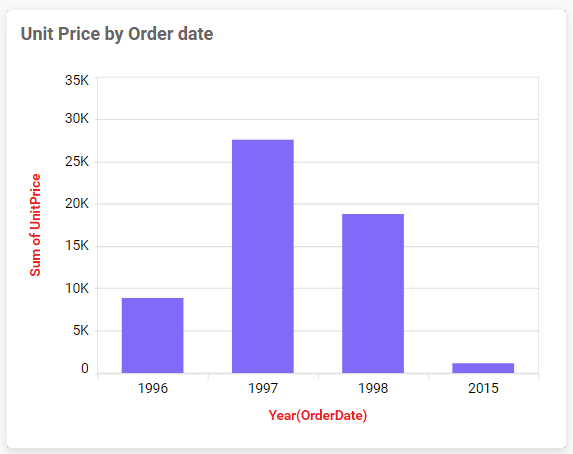 Unit Price by Order date
35K
30K
25K
20K
15K
10K
5K
0
Sum of UnitPrice
1996 1997 1998 2015
Year(OrderDate)